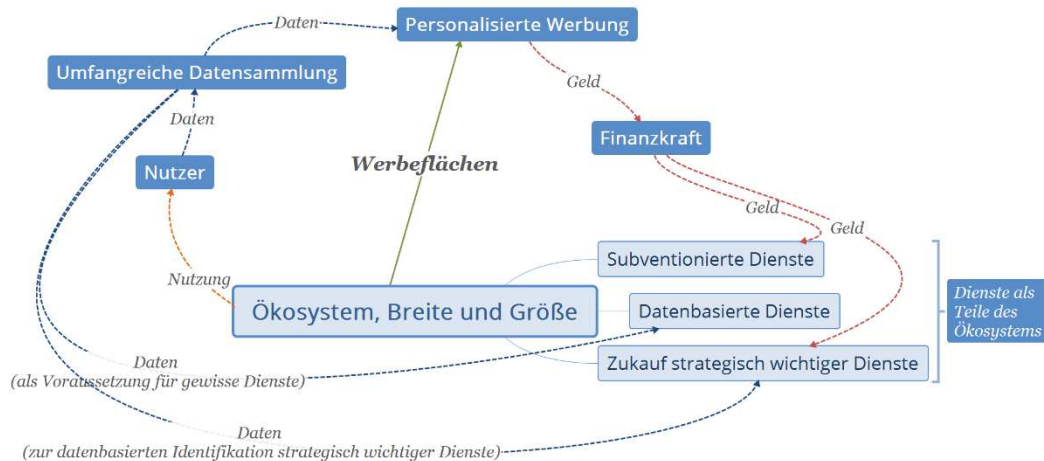 Daten
Personalisierte Werbung
Umfangreiche Datensammlung
Geld
Daten
Finanzkraft
Werbeflächen
Nutzer
Geld
Geld
Subventionierte Dienste
Nutzung
Ökosystem, Breite und Größe
Datenbasierte Dienste
Dienste als
Teile des
Ökosystems
Zukauf strategisch wichtiger Dienste
Daten
(als Voraussetzung für gewisse Dienste)
Daten
(zur datenbasierten Identifikation strategisch wichtiger Dienste)